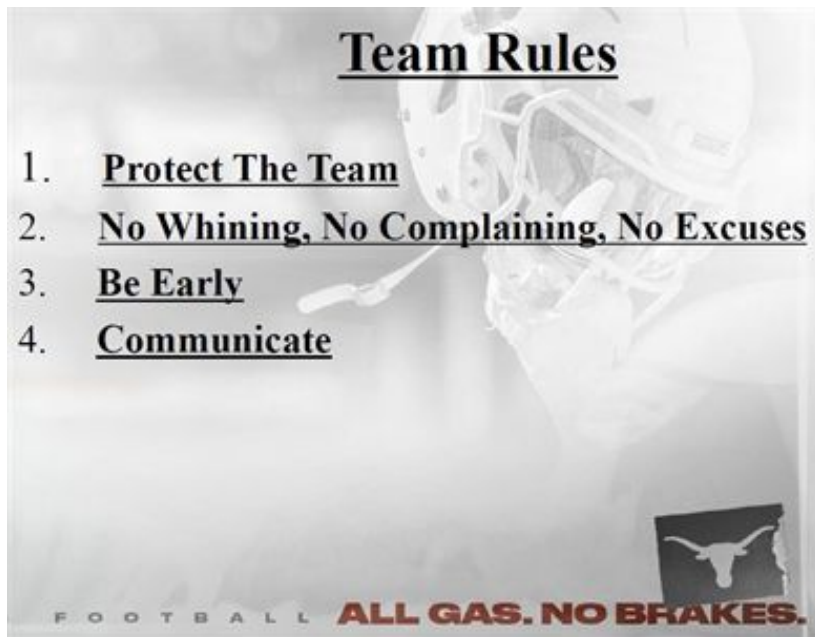 Team Rules
1. Protect The Team
2. No Whining, No Complaining, No Excuses
3. Be Early
4. Communicate
FOOTBALL ALL GAS. NO BRAKES.